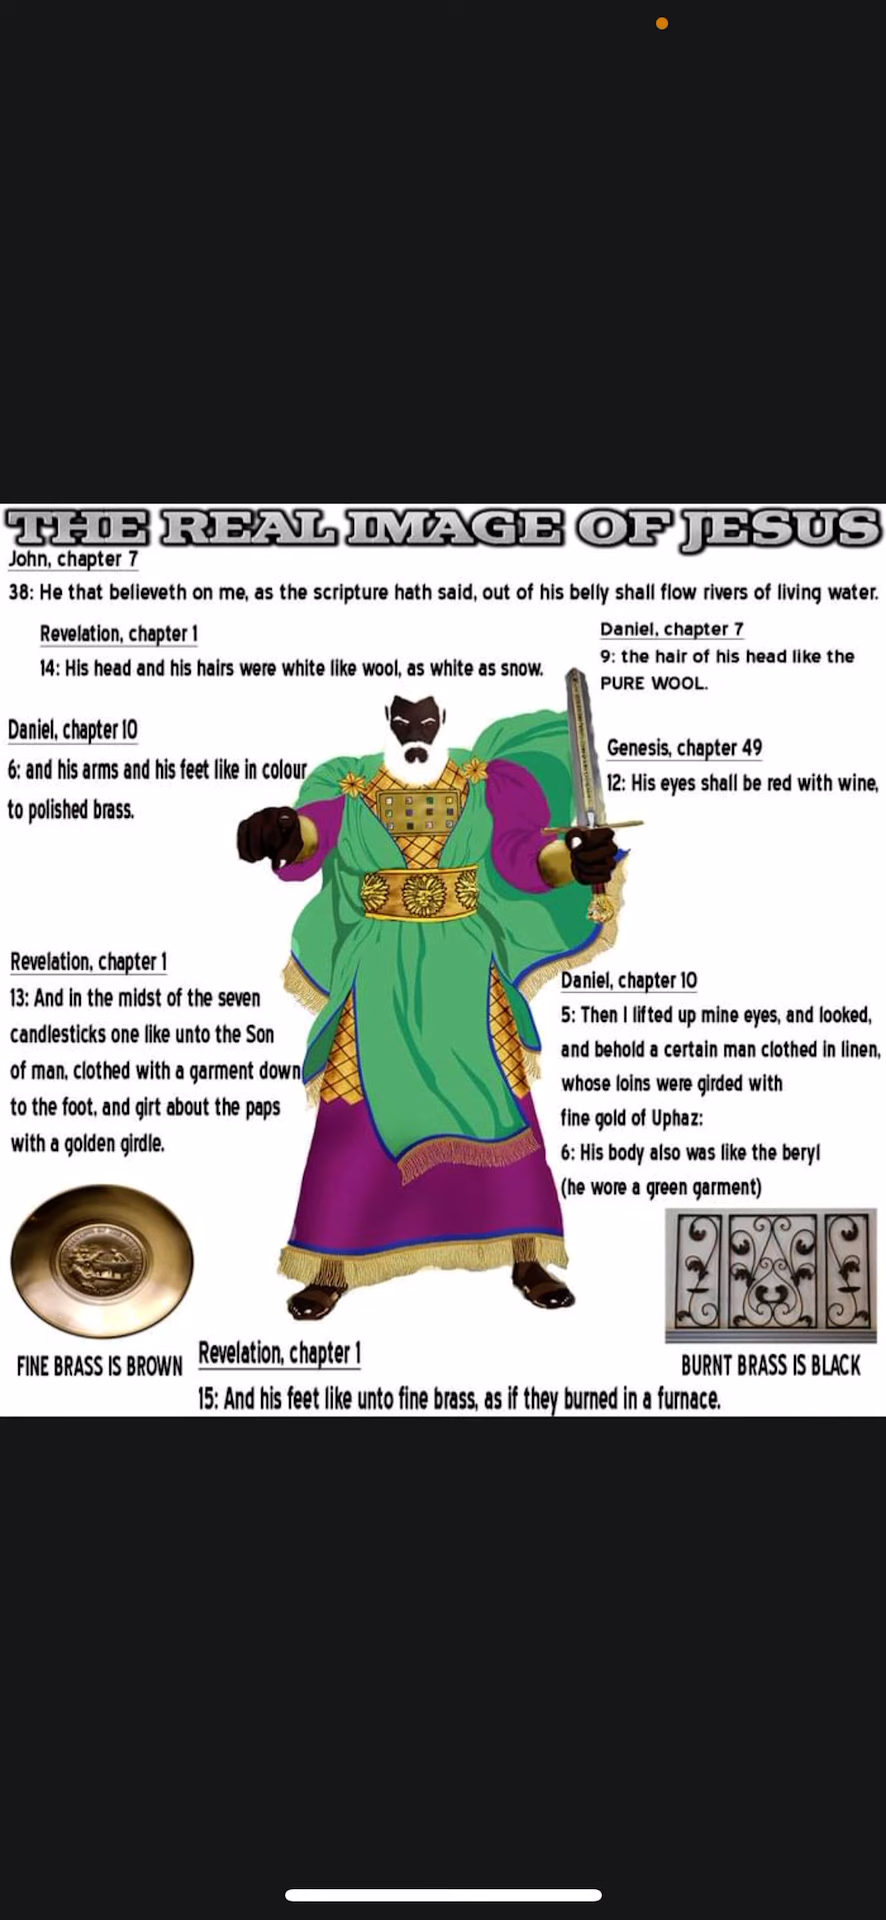 THE REAL IMAGE OF JESUS
John, chapter 7
38: He that believeth on me, as the scripture hath said, out of his belly shall flow rivers of living water.
Revelation, chapter 1
14: His head and his hairs were white like wool, as white as snow.
Daniel, chapter 7
9: the hair of his head like the
PURE WOOL.
Daniel, chapter 10
6: and his arms and his feet like in colour
to polished brass.
Genesis, chapter 49
12: His eyes shall be red with wine,
Revelation, chapter 1
13: And in the midst of the seven
candlesticks one like unto the Son
of man, clothed with a garment down
to the foot, and girt about the paps
with a golden girdle.
Daniel, chapter 10
5: Then I lifted up mine eyes, and looked,
and behold a certain man clothed in linen,
whose loins were girded with
fine gold of Uphaz:
6: His body also was like the beryl
(he wore a green garment)
FINE BRASS IS BROWN
BURNT BRASS IS BLACK
Revelation, chapter 1
15: And his feet like unto fine brass, as if they burned in a furnace.